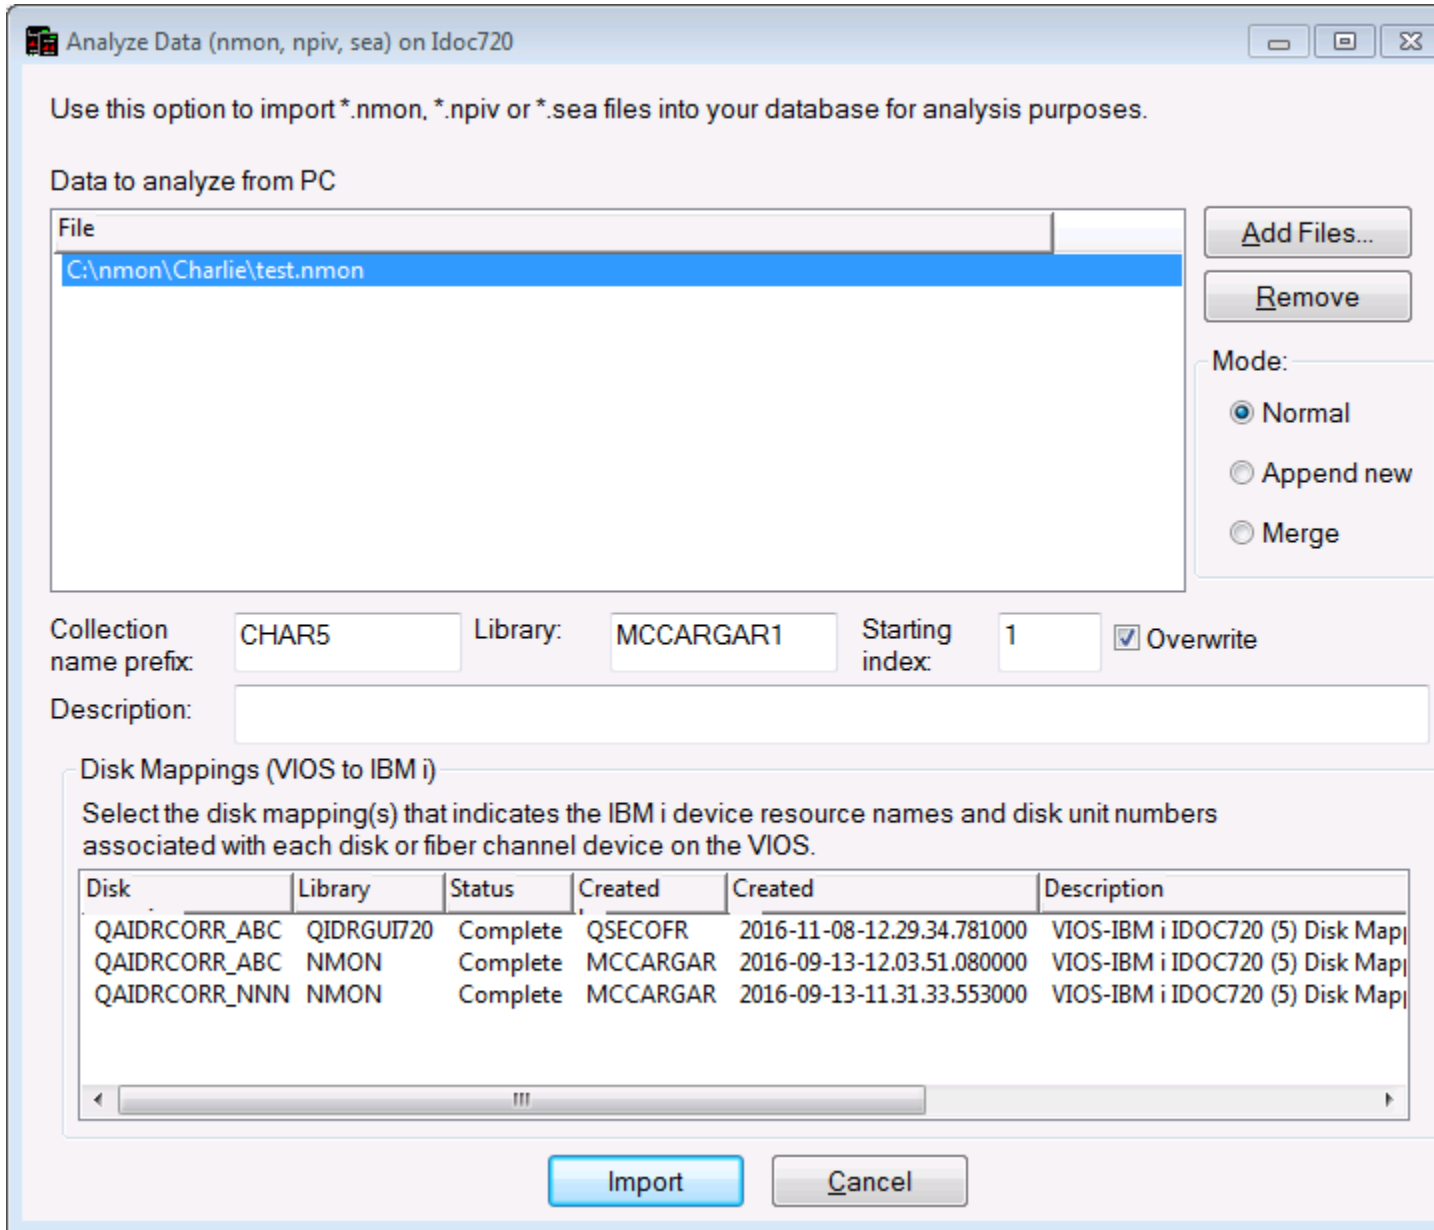 Analyze Data (nmon, npiv, sea) on Idoc720
Use this option to import *.nmon, *.npiv or *.sea files into your database for analysis purposes.
Data to analyze from PC
File
C:\nmon\Charlie\test.nmon
Add Files...
Remove
Mode:
Normal
Append new
Merge
Collection name prefix:
CHAR5
Library:
MCCARGAR1
Starting index:
1
Overwrite
Description:
Disk Mappings (VIOS to IBM i)
Select the disk mapping(s) that indicates the IBM i device resource names and disk unit numbers
associated with each disk or fiber channel device on the VIOS.
Disk Library Status Created Created Description
QAIDRCORR_ABC QIDRGUI720 Complete QSECOFR 2016-11-08-12.29.34.781000 VIOS-IBM i IDOC720 (5) Disk Map
QAIDRCORR_ABC NMON Complete MCCARGAR 2016-09-13-12.03.51.080000 VIOS-IBM i IDOC720 (5) Disk Map
QAIDRCORR_NNN NMON Complete MCCARGAR 2016-09-13-11.31.33.553000 VIOS-IBM i IDOC720 (5) Disk Map
Import
Cancel